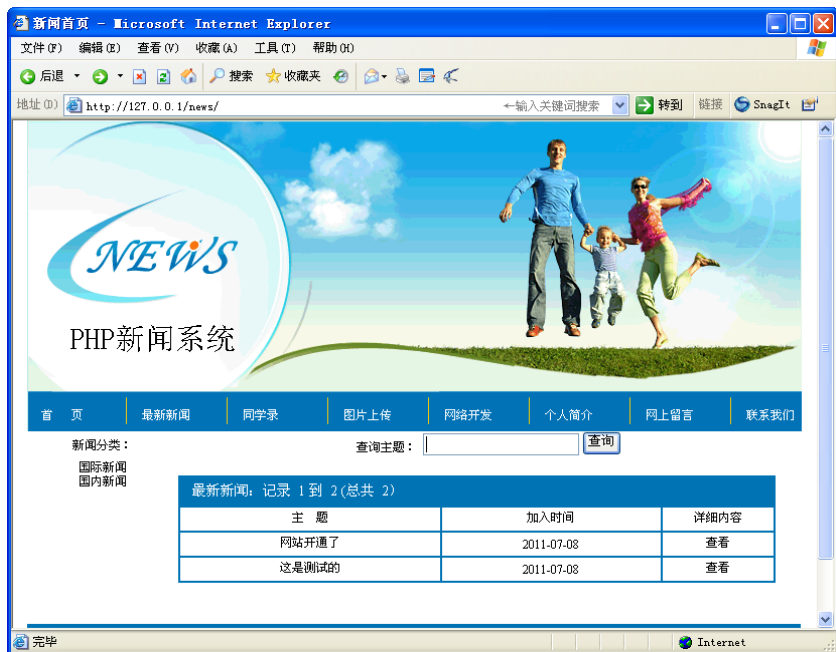 新闻首页 - Microsoft Internet Explorer
文件(F) 编辑(E) 查看(V) 收藏(A) 工具(T) 帮助(H)
后退 搜索 收藏夹
地址(D) http://127.0.0.1/news/ ←输入关键词搜索 转到 链接 SnagIt
NEWS
PHP新闻系统
首 页 最新新闻 同学录 图片上传 网络开发 个人简介 网上留言 联系我们
新闻分类： 查询主题： 查询
国际新闻
国内新闻
最新新闻: 记录 1 到 2 (总共 2)
主 题 加入时间 详细内容
网站开通了 2011-07-08 查看
这是测试的 2011-07-08 查看
完毕 Internet